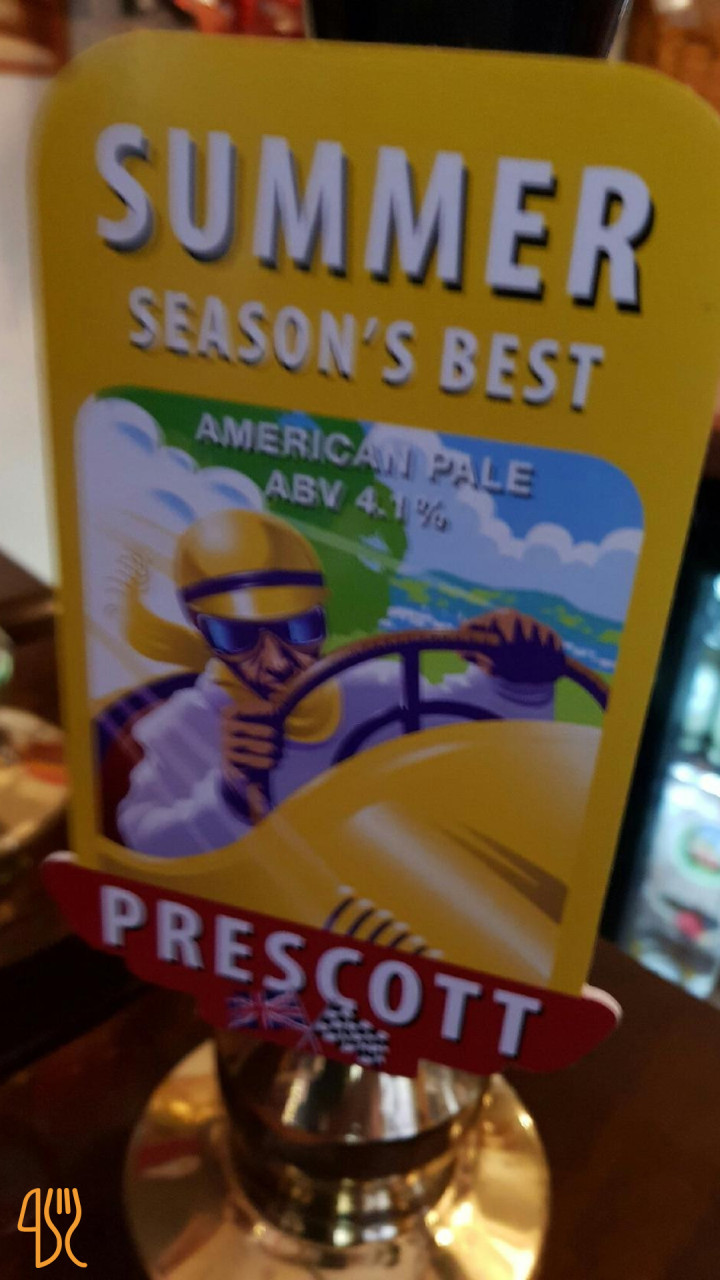 SUMMER
SEASON'S BEST
AMERICAN PALE
ABV 4.1%
PRESCOTT